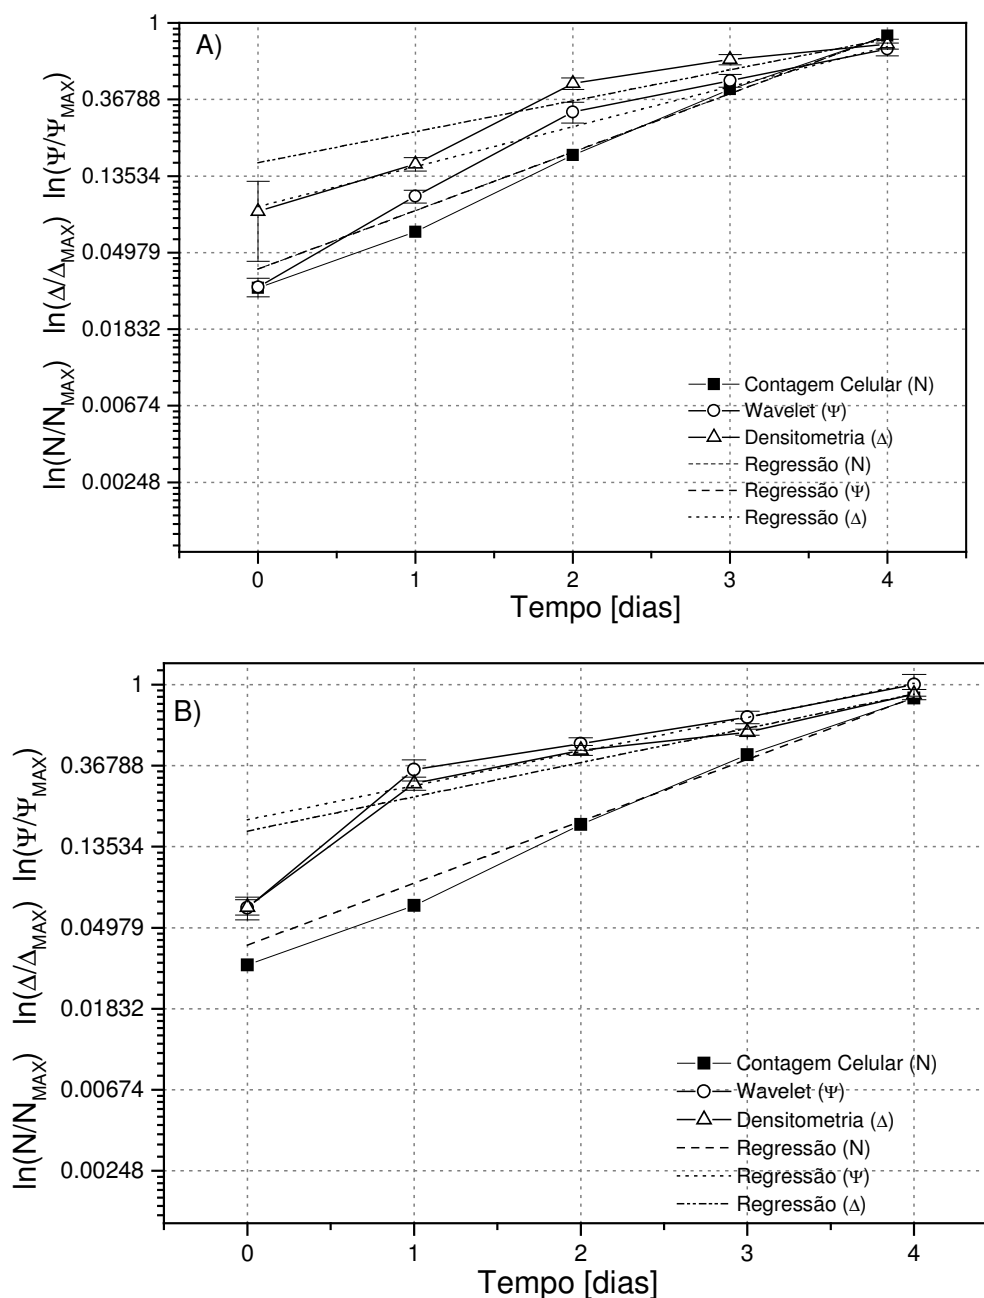 A)
1
0.36788
0.13534
0.04979
0.01832
0.00674
0.00248
ln(N/N_MAX) ln(Δ/Δ_MAX) ln(Ψ/Ψ_MAX)
Contagem Celular (N)
Wavelet (Ψ)
Densitometria (Δ)
Regressão (N)
Regressão (Ψ)
Regressão (Δ)
0 1 2 3 4
Tempo [dias]
B)
1
0.36788
0.13534
0.04979
0.01832
0.00674
0.00248
ln(N/N_MAX) ln(Δ/Δ_MAX) ln(Ψ/Ψ_MAX)
Contagem Celular (N)
Wavelet (Ψ)
Densitometria (Δ)
Regressão (N)
Regressão (Ψ)
Regressão (Δ)
0 1 2 3 4
Tempo [dias]